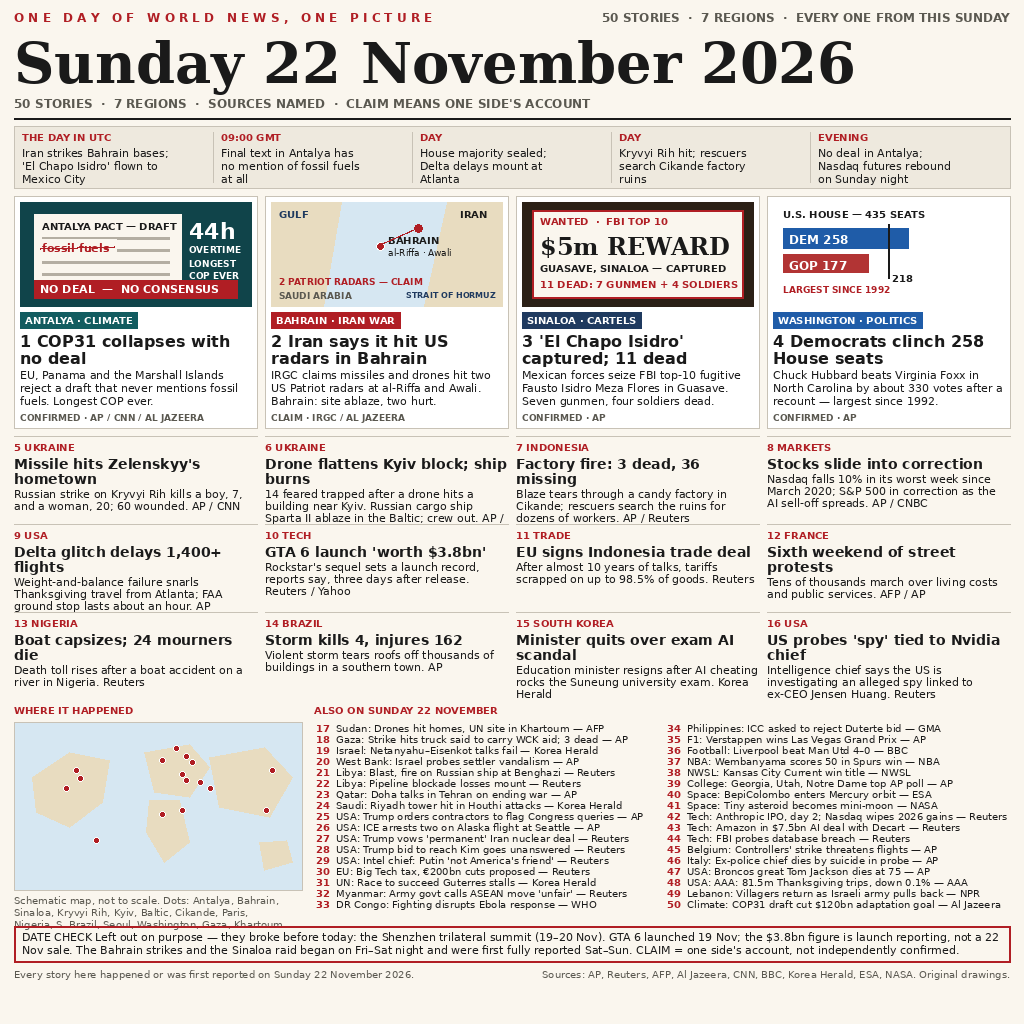 ONE DAY OF WORLD NEWS, ONE PICTURE
50 STORIES · 7 REGIONS · EVERY ONE FROM THIS SUNDAY
Sunday 22 November 2026
50 STORIES · 7 REGIONS · SOURCES NAMED · CLAIM MEANS ONE SIDE'S ACCOUNT
THE DAY IN UTC
Iran strikes Bahrain bases;
'El Chapo Isidro' flown to
Mexico City
09:00 GMT
Final text in Antalya has
no mention of fossil fuels
at all
DAY
House majority sealed;
Delta delays mount at
Atlanta
DAY
Kryvyi Rih hit; rescuers
search Cikande factory
ruins
EVENING
No deal in Antalya;
Nasdaq futures rebound
on Sunday night
ANTALYA PACT — DRAFT
fossil fuels
44h
OVERTIME
LONGEST
COP EVER
NO DEAL — NO CONSENSUS
ANTALYA · CLIMATE
1 COP31 collapses with
no deal
EU, Panama and the Marshall Islands
reject a draft that never mentions fossil
fuels. Longest COP ever.
CONFIRMED · AP / CNN / AL JAZEERA
GULF
IRAN
BAHRAIN
al-Riffa · Awali
2 PATRIOT RADARS — CLAIM
SAUDI ARABIA
STRAIT OF HORMUZ
BAHRAIN · IRAN WAR
2 Iran says it hit US
radars in Bahrain
IRGC claims missiles and drones hit two
US Patriot radars at al-Riffa and Awali.
Bahrain: site ablaze, two hurt.
CLAIM · IRGC / AL JAZEERA
WANTED · FBI TOP 10
$5m REWARD
GUASAVE, SINALOA — CAPTURED
11 DEAD: 7 GUNMEN + 4 SOLDIERS
SINALOA · CARTELS
3 'El Chapo Isidro'
captured; 11 dead
Mexican forces seize FBI top-10 fugitive
Fausto Isidro Meza Flores in Guasave.
Seven gunmen, four soldiers dead.
CONFIRMED · AP
U.S. HOUSE — 435 SEATS
DEM 258
GOP 177
218
LARGEST SINCE 1992
WASHINGTON · POLITICS
4 Democrats clinch 258
House seats
Chuck Hubbard beats Virginia Foxx in
North Carolina by about 330 votes after a
recount — largest since 1992.
CONFIRMED · AP
5 UKRAINE
Missile hits Zelenskyy's
hometown
Russian strike on Kryvyi Rih kills a boy, 7,
and a woman, 20; 60 wounded. AP / CNN
6 UKRAINE
Drone flattens Kyiv block; ship
burns
14 feared trapped after a drone hits a
building near Kyiv. Russian cargo ship
Sparta II ablaze in the Baltic; crew out. AP /
7 INDONESIA
Factory fire: 3 dead, 36
missing
Blaze tears through a candy factory in
Cikande; rescuers search the ruins for
dozens of workers. AP / Reuters
8 MARKETS
Stocks slide into correction
Nasdaq falls 10% in its worst week since
March 2020; S&P 500 in correction as the
AI sell-off spreads. AP / CNBC
9 USA
Delta glitch delays 1,400+
flights
Weight-and-balance failure snarls
Thanksgiving travel from Atlanta; FAA
ground stop lasts about an hour. AP
10 TECH
GTA 6 launch 'worth $3.8bn'
Rockstar's sequel sets a launch record,
reports say, three days after release.
Reuters / Yahoo
11 TRADE
EU signs Indonesia trade deal
After almost 10 years of talks, tariffs
scrapped on up to 98.5% of goods. Reuters
12 FRANCE
Sixth weekend of street
protests
Tens of thousands march over living costs
and public services. AFP / AP
13 NIGERIA
Boat capsizes; 24 mourners
die
Death toll rises after a boat accident on a
river in Nigeria. Reuters
14 BRAZIL
Storm kills 4, injures 162
Violent storm tears roofs off thousands of
buildings in a southern town. AP
15 SOUTH KOREA
Minister quits over exam AI
scandal
Education minister resigns after AI cheating
rocks the Suneung university exam. Korea
Herald
16 USA
US probes 'spy' tied to Nvidia
chief
Intelligence chief says the US is
investigating an alleged spy linked to
ex-CEO Jensen Huang. Reuters
WHERE IT HAPPENED
Schematic map, not to scale. Dots: Antalya, Bahrain,
Sinaloa, Kryvyi Rih, Kyiv, Baltic, Cikande, Paris,
Nigeria, S. Brazil, Seoul, Washington, Gaza, Khartoum
ALSO ON SUNDAY 22 NOVEMBER
17 Sudan: Drones hit homes, UN site in Khartoum — AFP
18 Gaza: Strike hits truck said to carry WCK aid; 3 dead — AP
19 Israel: Netanyahu–Eisenkot talks fail — Korea Herald
20 West Bank: Israel probes settler vandalism — AP
21 Libya: Blast, fire on Russian ship at Benghazi — Reuters
22 Libya: Pipeline blockade losses mount — Reuters
23 Qatar: Doha talks in Tehran on ending war — AP
24 Saudi: Riyadh tower hit in Houthi attacks — Korea Herald
25 USA: Trump orders contractors to flag Congress queries — AP
26 USA: ICE arrests two on Alaska flight at Seattle — AP
27 USA: Trump vows 'permanent' Iran nuclear deal — Reuters
28 USA: Trump bid to reach Kim goes unanswered — Reuters
29 USA: Intel chief: Putin 'not America's friend' — Reuters
30 EU: Big Tech tax, €200bn cuts proposed — Reuters
31 UN: Race to succeed Guterres stalls — Korea Herald
32 Myanmar: Army govt calls ASEAN move 'unfair' — Reuters
33 DR Congo: Fighting disrupts Ebola response — WHO
34 Philippines: ICC asked to reject Duterte bid — GMA
35 F1: Verstappen wins Las Vegas Grand Prix — AP
36 Football: Liverpool beat Man Utd 4–0 — BBC
37 NBA: Wembanyama scores 50 in Spurs win — NBA
38 NWSL: Kansas City Current win title — NWSL
39 College: Georgia, Utah, Notre Dame top AP poll — AP
40 Space: BepiColombo enters Mercury orbit — ESA
41 Space: Tiny asteroid becomes mini-moon — NASA
42 Tech: Anthropic IPO, day 2; Nasdaq wipes 2026 gains — Reuters
43 Tech: Amazon in $7.5bn AI deal with Decart — Reuters
44 Tech: FBI probes database breach — Reuters
45 Belgium: Controllers' strike threatens flights — AP
46 Italy: Ex-police chief dies by suicide in probe — AP
47 USA: Broncos great Tom Jackson dies at 75 — AP
48 USA: AAA: 81.5m Thanksgiving trips, down 0.1% — AAA
49 Lebanon: Villagers return as Israeli army pulls back — NPR
50 Climate: COP31 draft cut $120bn adaptation goal — Al Jazeera
DATE CHECK Left out on purpose — they broke before today: the Shenzhen trilateral summit (19–20 Nov). GTA 6 launched 19 Nov; the $3.8bn figure is launch reporting, not a 22
Nov sale. The Bahrain strikes and the Sinaloa raid began on Fri–Sat night and were first fully reported Sat–Sun. CLAIM = one side's account, not independently confirmed.
Every story here happened or was first reported on Sunday 22 November 2026.
Sources: AP, Reuters, AFP, Al Jazeera, CNN, BBC, Korea Herald, ESA, NASA. Original drawings.